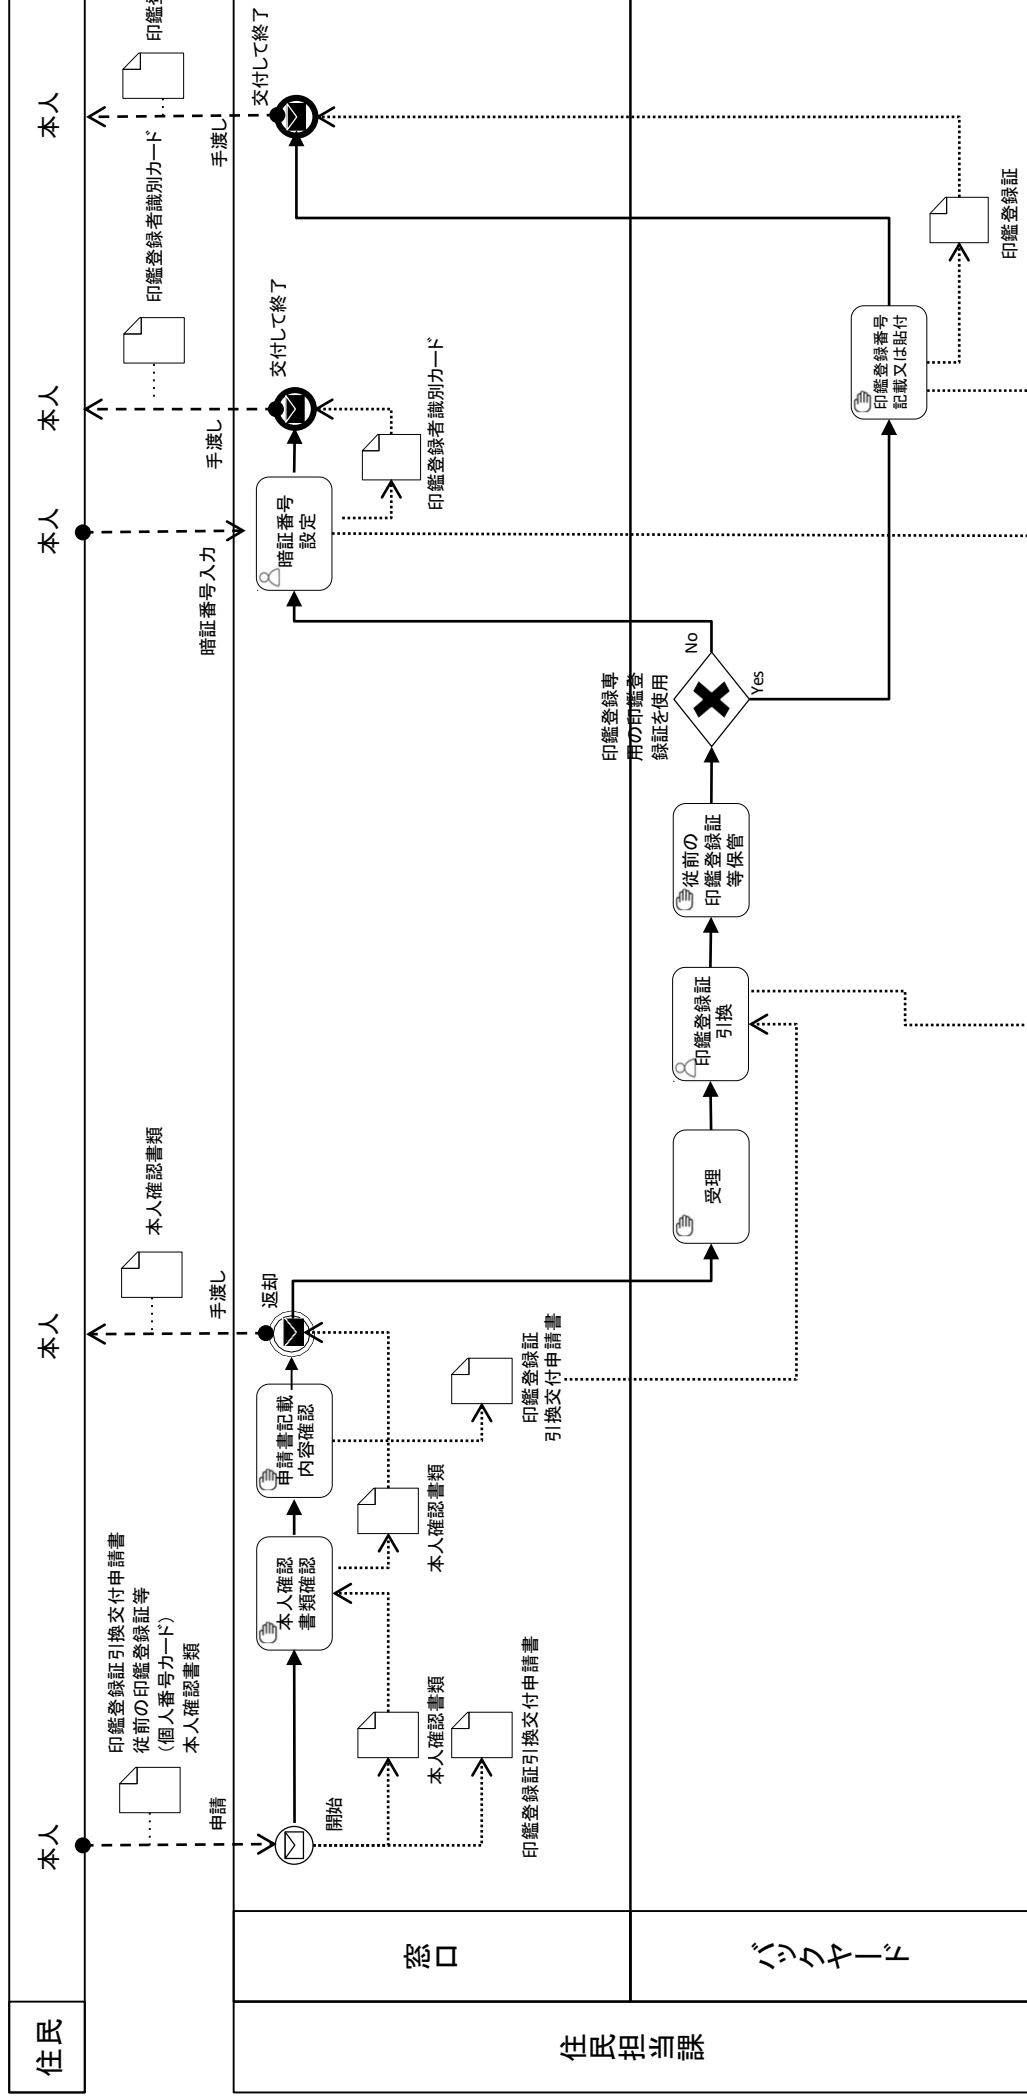 住民
本人
本人
本人
本人
本人
印鑑登録証引換交付申請書
従前の印鑑登録証等
（個人番号カード）
本人確認書類
申請
本人確認書類
手渡し
暗証番号入力
印鑑登録者識別カード
手渡し
手渡し
住民担当課
窓口
開始
本人確認書類
印鑑登録証引換交付申請書
本人確認
書類確認
本人確認書類
申請書記載
内容確認
印鑑登録証
引換交付申請書
返却
暗証番号
設定
印鑑登録者識別カード
交付して終了
交付して終了
バックヤード
受理
印鑑登録証
引換
従前の
印鑑登録証
等保管
印鑑登録専
用の印鑑登
録証を使用
No
Yes
印鑑登録番号
記載又は貼付
印鑑登録証